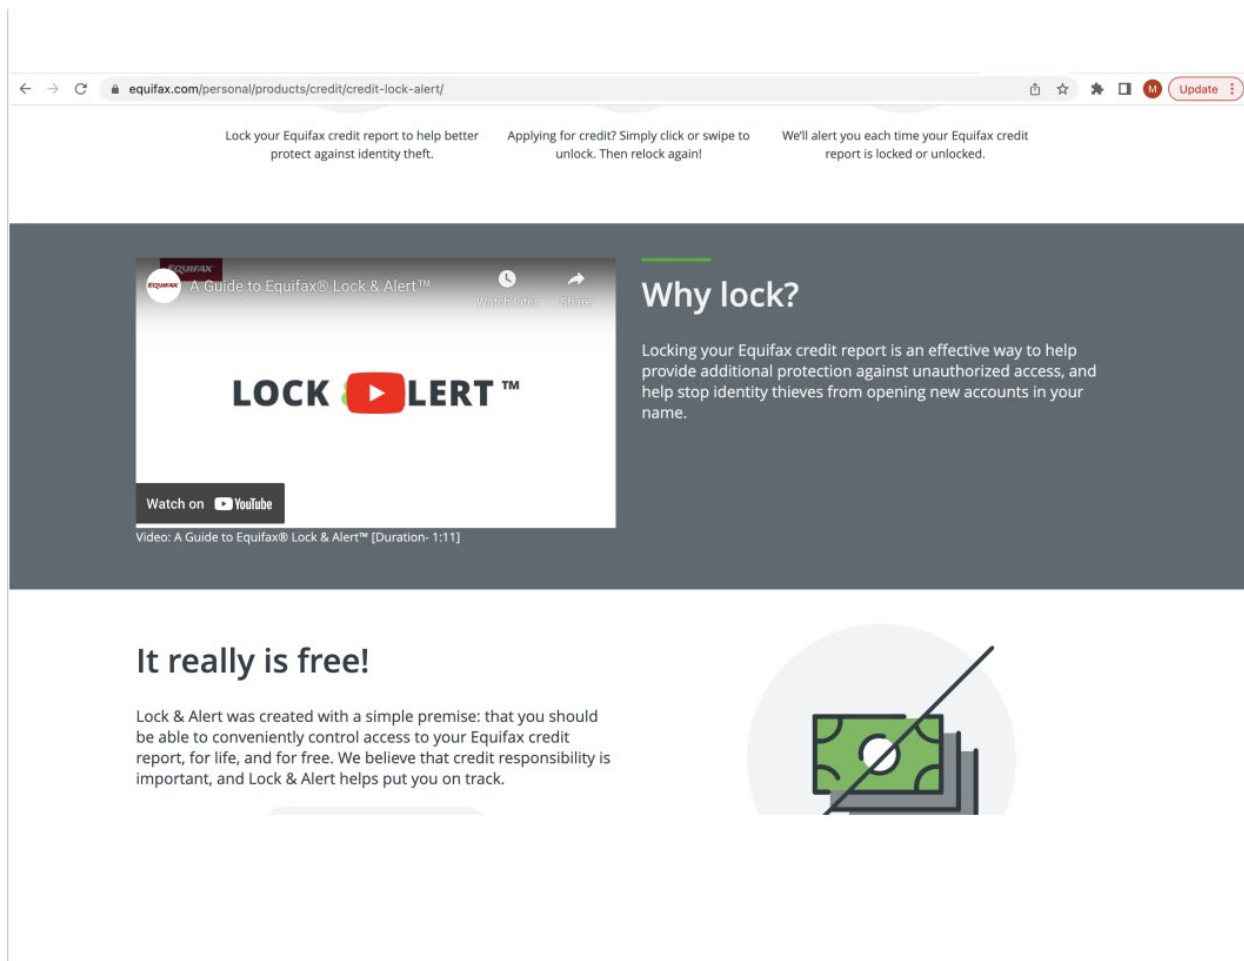 equifax.com/personal/products/credit/credit-lock-alert/
M
Update
Lock your Equifax credit report to help better
protect against identity theft.
Applying for credit? Simply click or swipe to
unlock. Then relock again!
We'll alert you each time your Equifax credit
report is locked or unlocked.
EQUIFAX
EQUIFAX
A Guide to Equifax® Lock & Alert™
Watch later
Share
LOCK LERT ™
Watch on YouTube
Video: A Guide to Equifax® Lock & Alert™ [Duration- 1:11]
Why lock?
Locking your Equifax credit report is an effective way to help
provide additional protection against unauthorized access, and
help stop identity thieves from opening new accounts in your
name.
It really is free!
Lock & Alert was created with a simple premise: that you should
be able to conveniently control access to your Equifax credit
report, for life, and for free. We believe that credit responsibility is
important, and Lock & Alert helps put you on track.